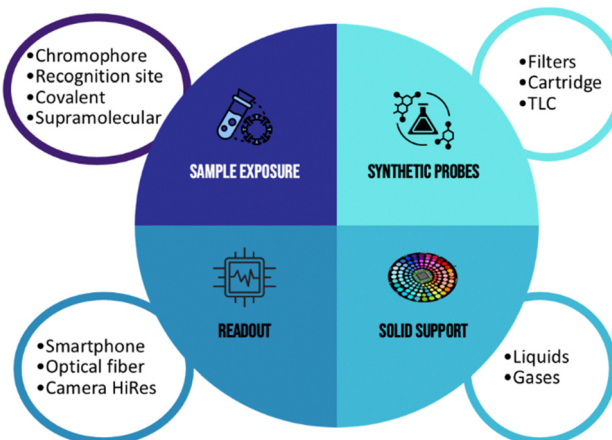 •Chromophore
•Recognition site
•Covalent
•Supramolecular
•Filters
•Cartridge
•TLC
SAMPLE EXPOSURE
SYNTHETIC PROBES
READOUT
SOLID SUPPORT
•Smartphone
•Optical fiber
•Camera HiRes
•Liquids
•Gases